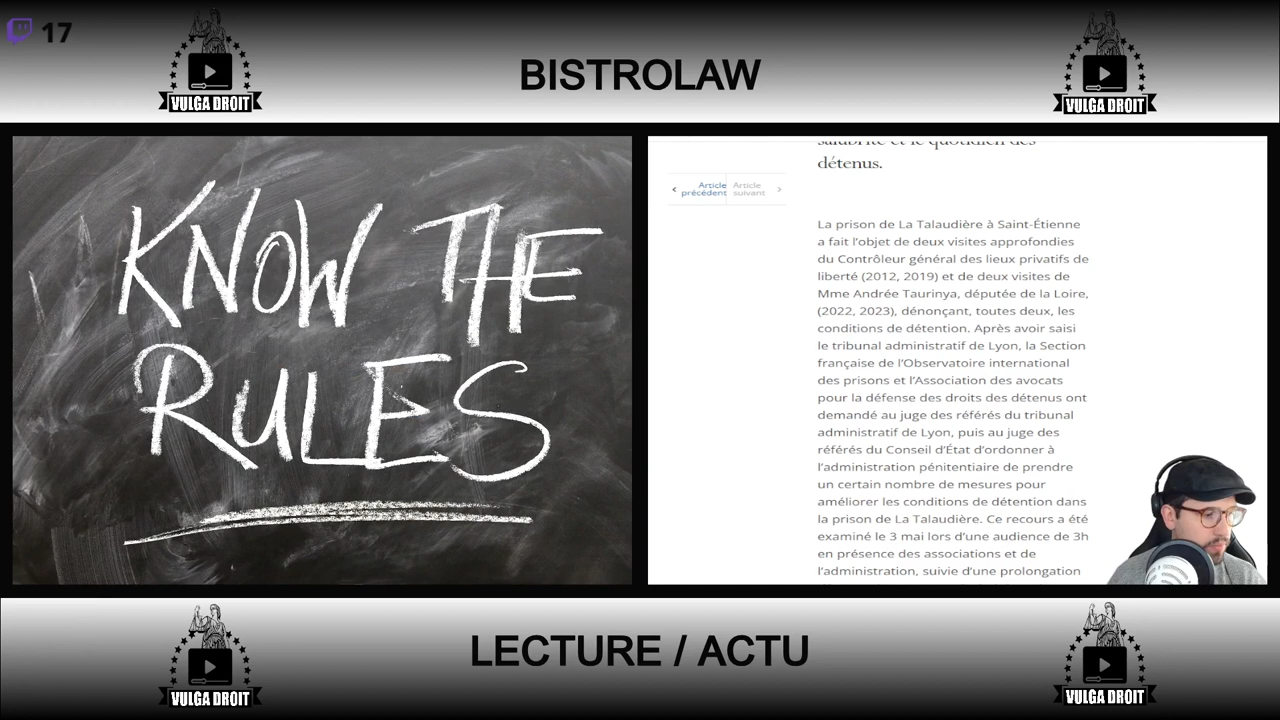 17
VULGA DROIT
BISTROLAW
VULGA DROIT
KNOW THE
RULES
salubrité et le quotidien des
détenus.
Article
précédent
Article
suivant
La prison de La Talaudière à Saint-Étienne
a fait l’objet de deux visites approfondies
du Contrôleur général des lieux privatifs de
liberté (2012, 2019) et de deux visites de
Mme Andrée Taurinya, députée de la Loire,
(2022, 2023), dénonçant, toutes deux, les
conditions de détention. Après avoir saisi
le tribunal administratif de Lyon, la Section
française de l’Observatoire international
des prisons et l’Association des avocats
pour la défense des droits des détenus ont
demandé au juge des référés du tribunal
administratif de Lyon, puis au juge des
référés du Conseil d’État d’ordonner à
l’administration pénitentiaire de prendre
un certain nombre de mesures pour
améliorer les conditions de détention dans
la prison de La Talaudière. Ce recours a été
examiné le 3 mai lors d’une audience de 3h
en présence des associations et de
l’administration, suivie d’une prolongation
VULGA DROIT
LECTURE / ACTU
VULGA DROIT